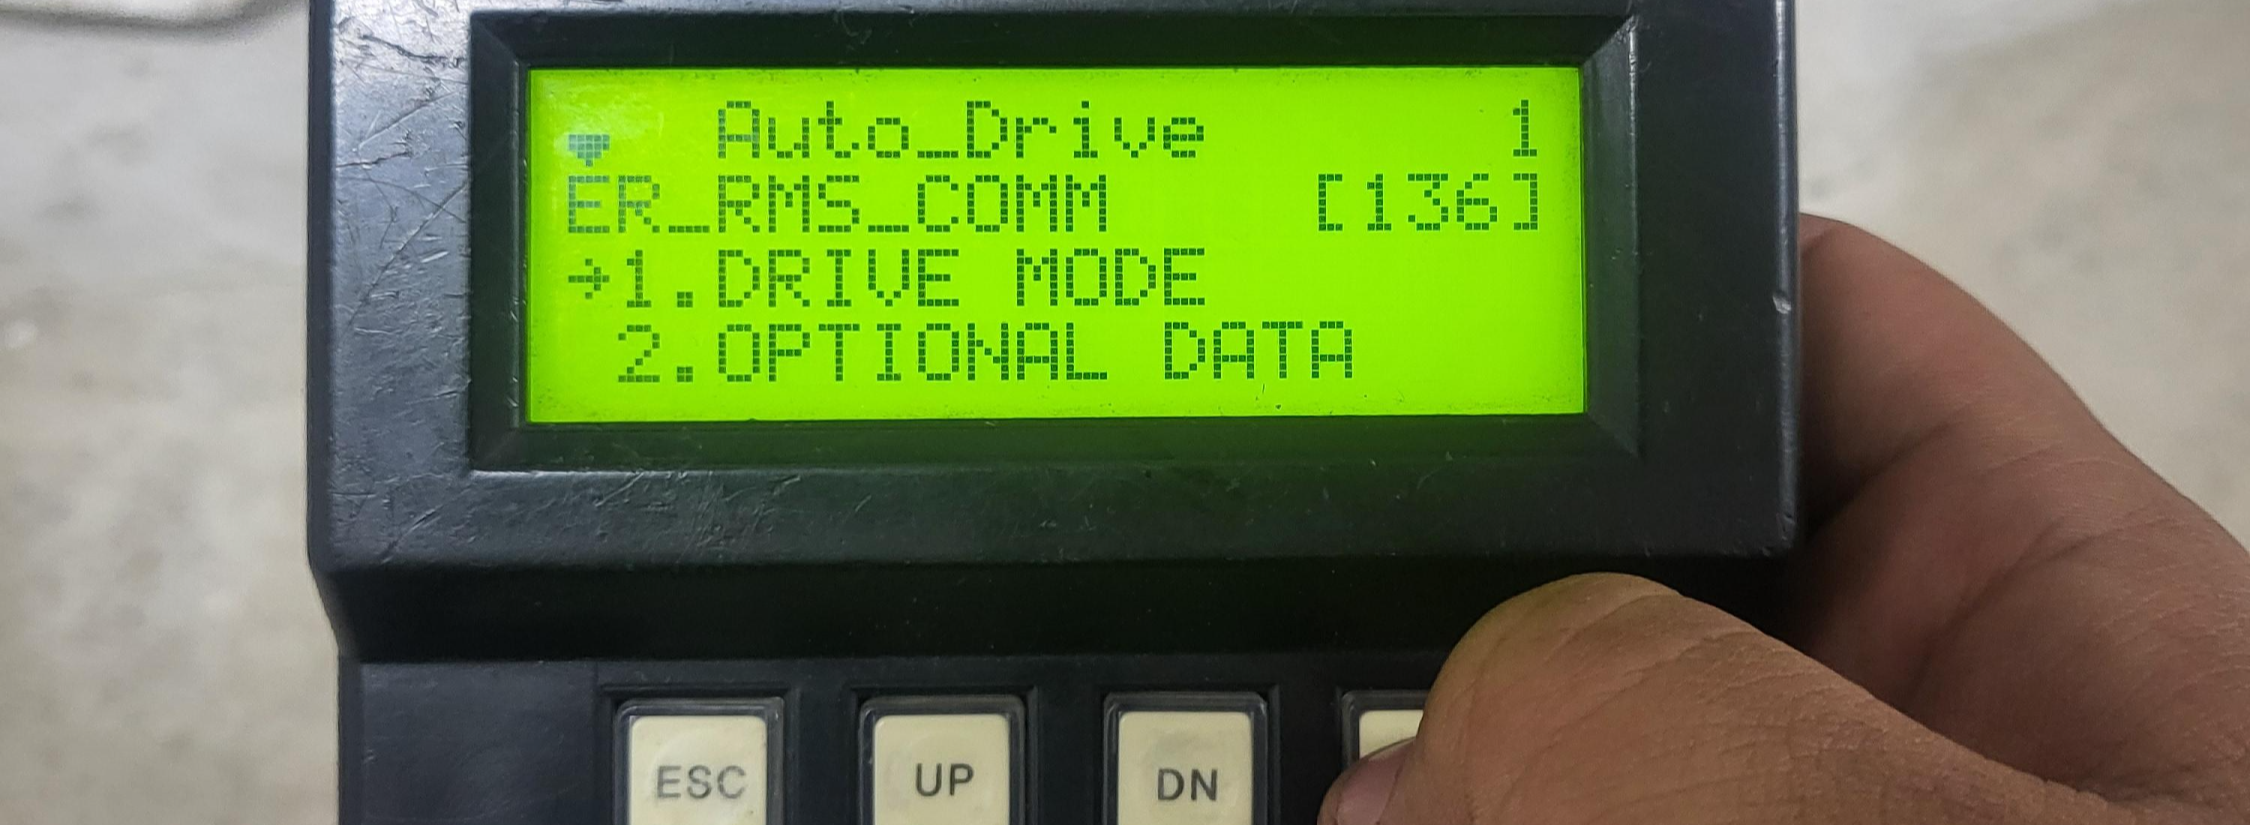 Auto_Drive 1
ER_RMS_COMM [136]
→1.DRIVE MODE
2.OPTIONAL DATA
ESC UP DN